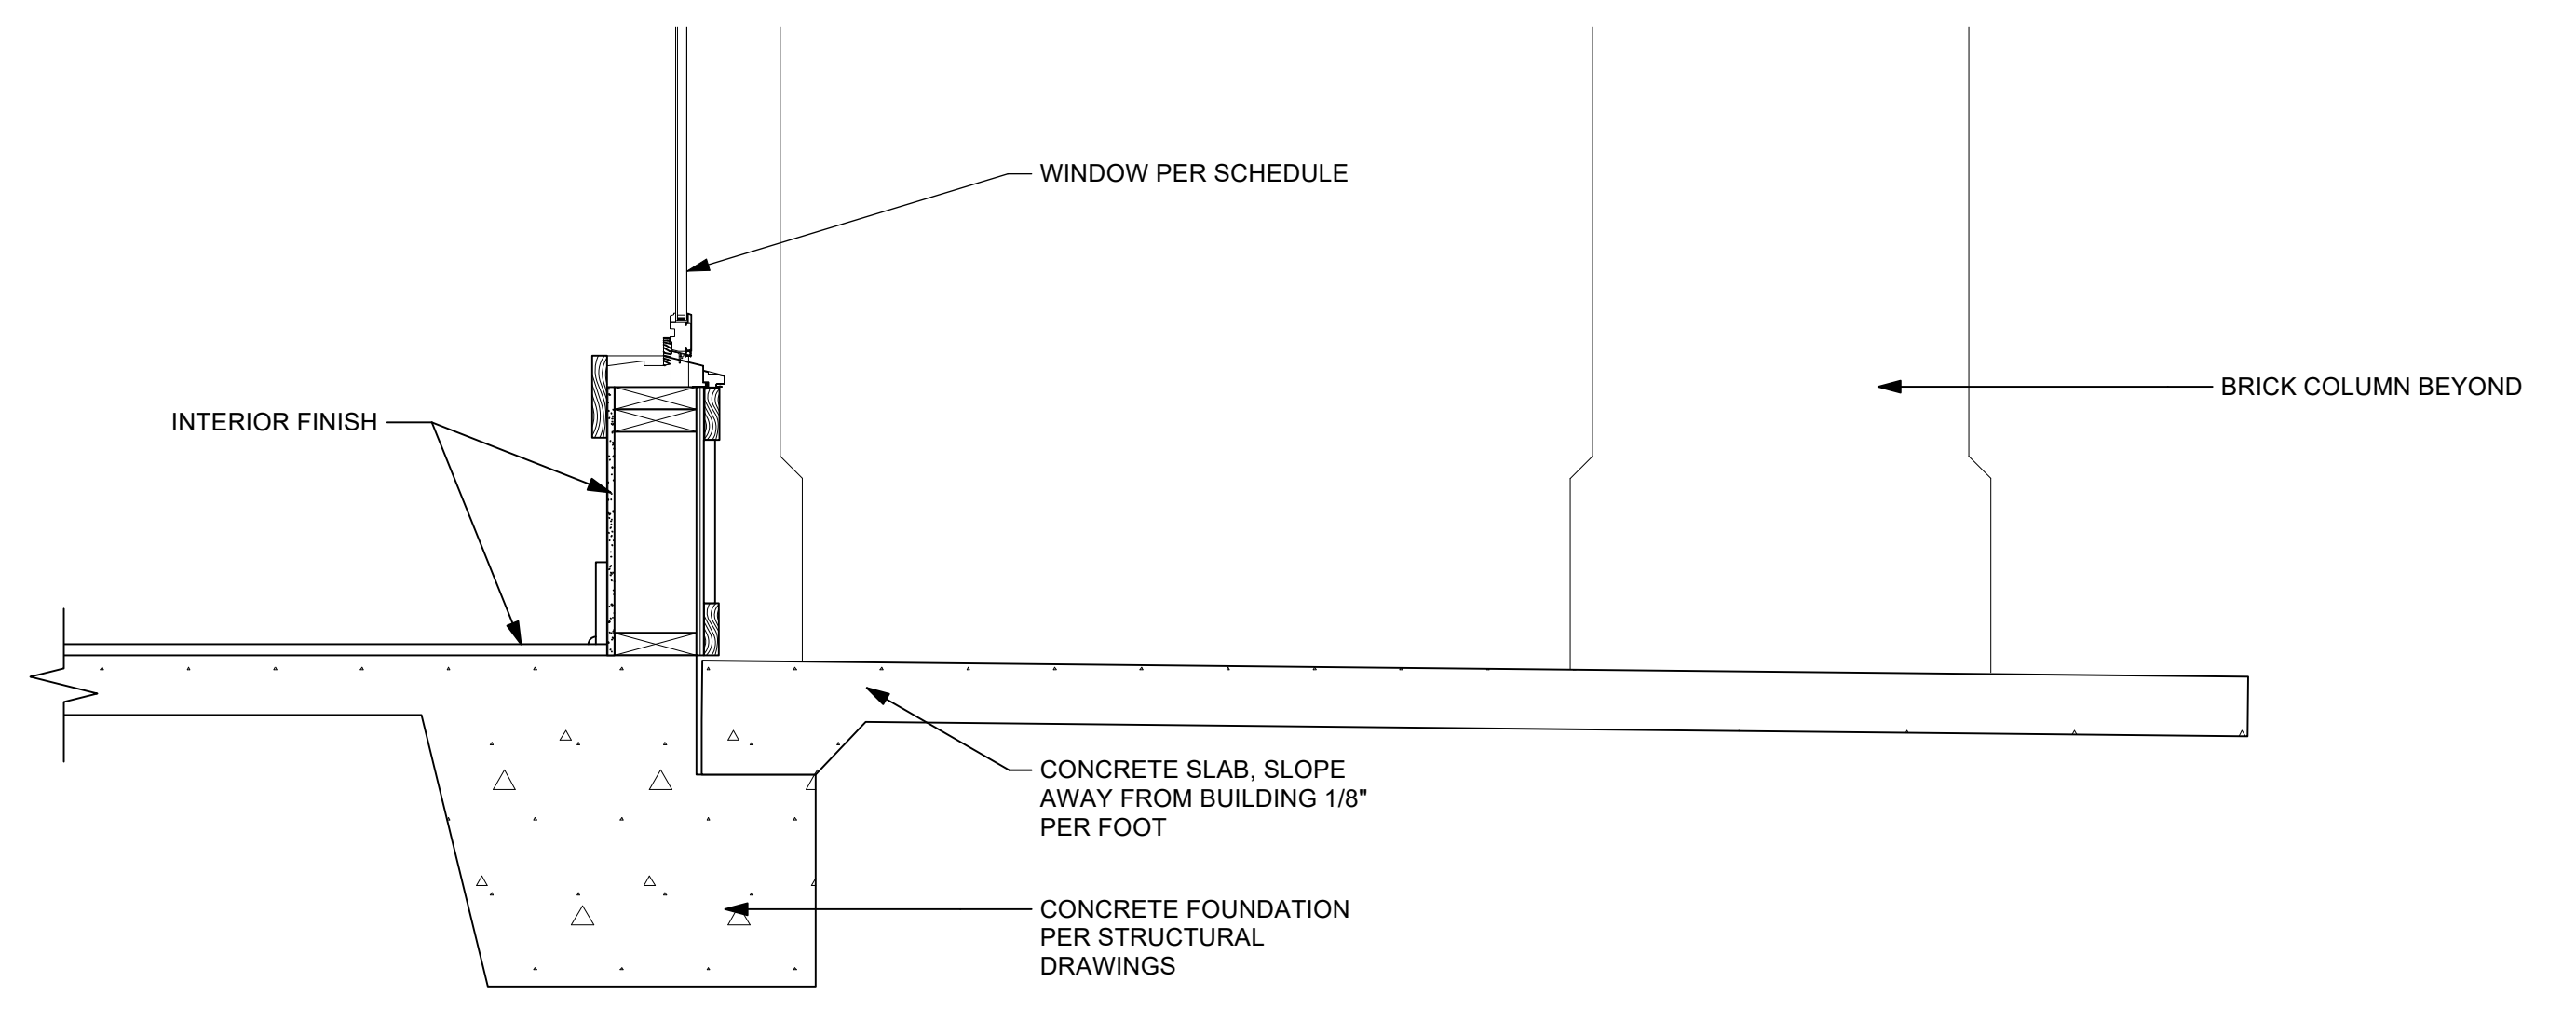 WINDOW PER SCHEDULE
BRICK COLUMN BEYOND
INTERIOR FINISH
CONCRETE SLAB, SLOPE
AWAY FROM BUILDING 1/8"
PER FOOT
CONCRETE FOUNDATION
PER STRUCTURAL
DRAWINGS